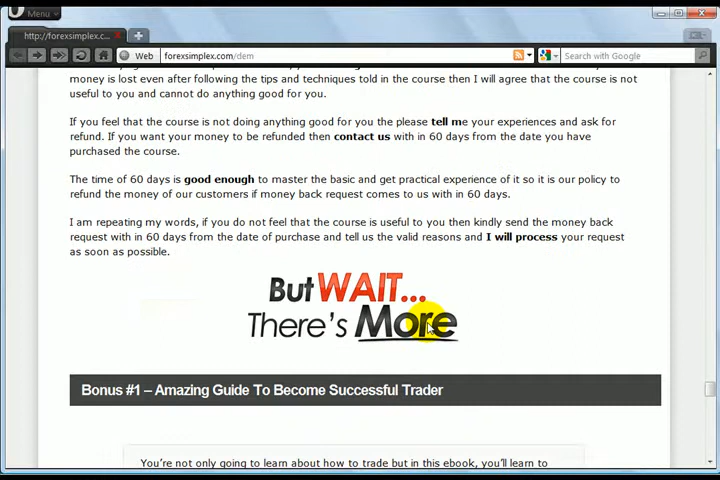 Menu
http://forexsimplex.c...
Web
forexsimplex.com/dem
Search with Google
money is lost even after following the tips and techniques told in the course then I will agree that the course is not
useful to you and cannot do anything good for you.
If you feel that the course is not doing anything good for you the please tell me your experiences and ask for
refund. If you want your money to be refunded then contact us with in 60 days from the date you have
purchased the course.
The time of 60 days is good enough to master the basic and get practical experience of it so it is our policy to
refund the money of our customers if money back request comes to us with in 60 days.
I am repeating my words, if you do not feel that the course is useful to you then kindly send the money back
request with in 60 days from the date of purchase and tell us the valid reasons and I will process your request
as soon as possible.
But WAIT...
There's More
Bonus #1 – Amazing Guide To Become Successful Trader
You're not only going to learn about how to trade but in this ebook, you'll learn to